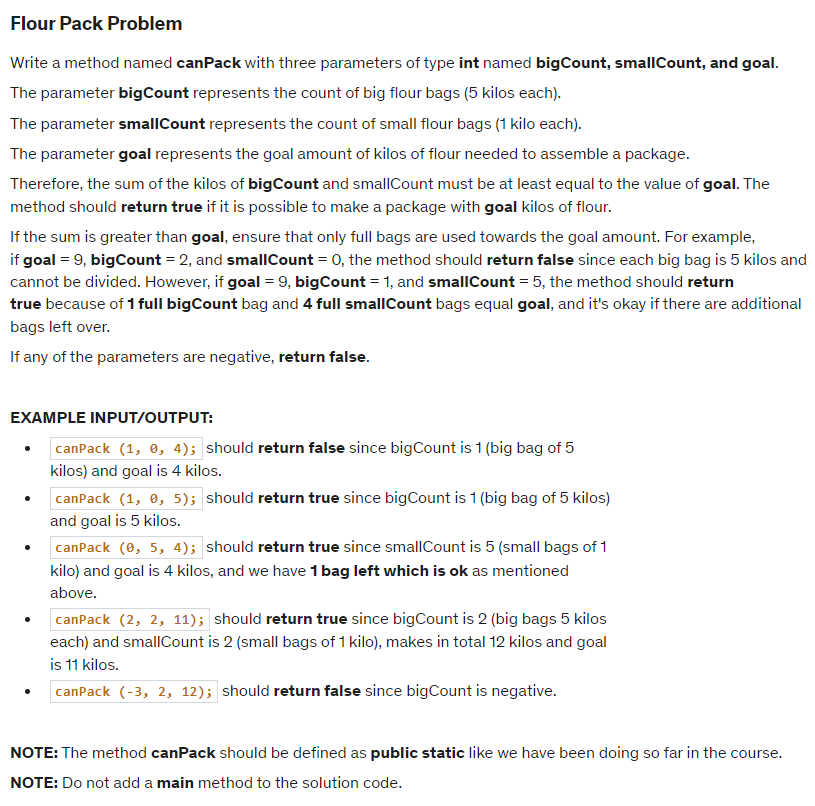 Flour Pack Problem
Write a method named canPack with three parameters of type int named bigCount, smallCount, and goal.
The parameter bigCount represents the count of big flour bags (5 kilos each).
The parameter smallCount represents the count of small flour bags (1 kilo each).
The parameter goal represents the goal amount of kilos of flour needed to assemble a package.
Therefore, the sum of the kilos of bigCount and smallCount must be at least equal to the value of goal. The
method should return true if it is possible to make a package with goal kilos of flour.
If the sum is greater than goal, ensure that only full bags are used towards the goal amount. For example,
if goal = 9, bigCount = 2, and smallCount = 0, the method should return false since each big bag is 5 kilos and
cannot be divided. However, if goal = 9, bigCount = 1, and smallCount = 5, the method should return
true because of 1 full bigCount bag and 4 full smallCount bags equal goal, and it's okay if there are additional
bags left over.
If any of the parameters are negative, return false.
EXAMPLE INPUT/OUTPUT:
• canPack (1, 0, 4); should return false since bigCount is 1 (big bag of 5
kilos) and goal is 4 kilos.
• canPack (1, 0, 5); should return true since bigCount is 1 (big bag of 5 kilos)
and goal is 5 kilos.
• canPack (0, 5, 4); should return true since smallCount is 5 (small bags of 1
kilo) and goal is 4 kilos, and we have 1 bag left which is ok as mentioned
above.
• canPack (2, 2, 11); should return true since bigCount is 2 (big bags 5 kilos
each) and smallCount is 2 (small bags of 1 kilo), makes in total 12 kilos and goal
is 11 kilos.
• canPack (-3, 2, 12); should return false since bigCount is negative.
NOTE: The method canPack should be defined as public static like we have been doing so far in the course.
NOTE: Do not add a main method to the solution code.